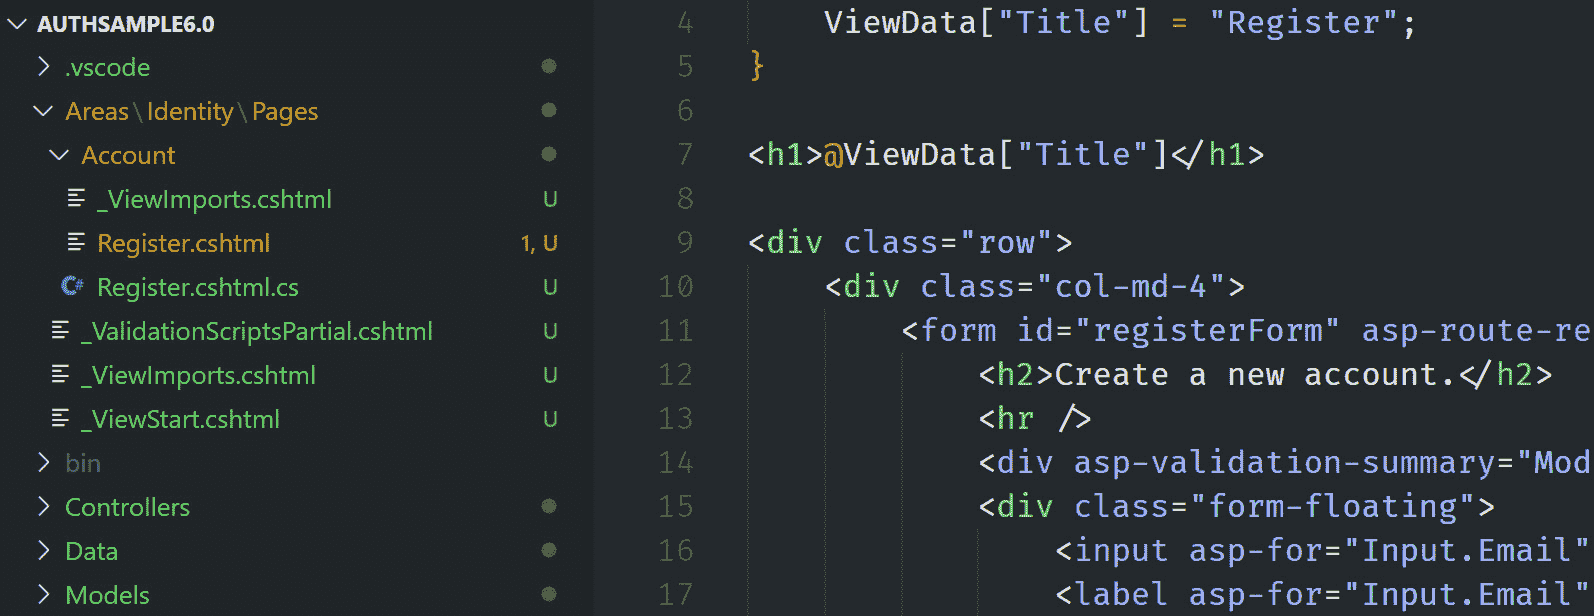 AUTHSAMPLE6.0
.vscode
Areas\Identity\Pages
Account
_ViewImports.cshtml U
Register.cshtml 1, U
Register.cshtml.cs U
_ValidationScriptsPartial.cshtml U
_ViewImports.cshtml U
_ViewStart.cshtml U
bin
Controllers
Data
Models
4 ViewData["Title"] = "Register";
5 }
6
7 <h1>@ViewData["Title"]</h1>
8
9 <div class="row">
10 <div class="col-md-4">
11 <form id="registerForm" asp-route-re
12 <h2>Create a new account.</h2>
13 <hr />
14 <div asp-validation-summary="Mod
15 <div class="form-floating">
16 <input asp-for="Input.Email"
17 <label asp-for="Input.Email"